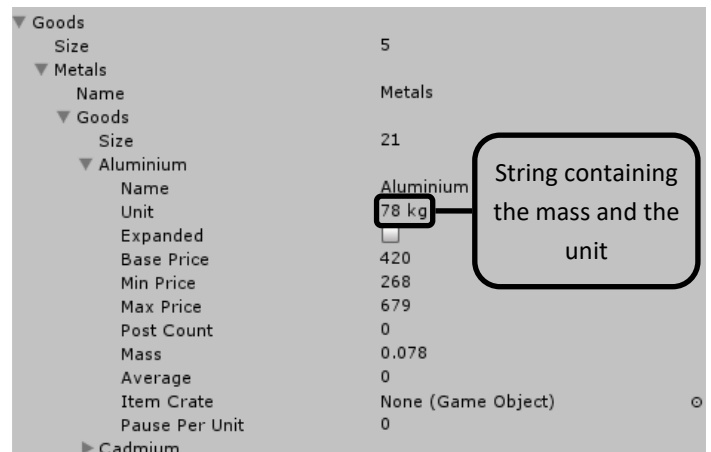 Goods
Size 5
Metals
Name Metals
Goods
Size 21
Aluminium
Name Aluminium
Unit 78 kg
Expanded
Base Price 420
Min Price 268
Max Price 679
Post Count 0
Mass 0.078
Average 0
Item Crate None (Game Object)
Pause Per Unit 0
Cadmium
String containing
the mass and the
unit